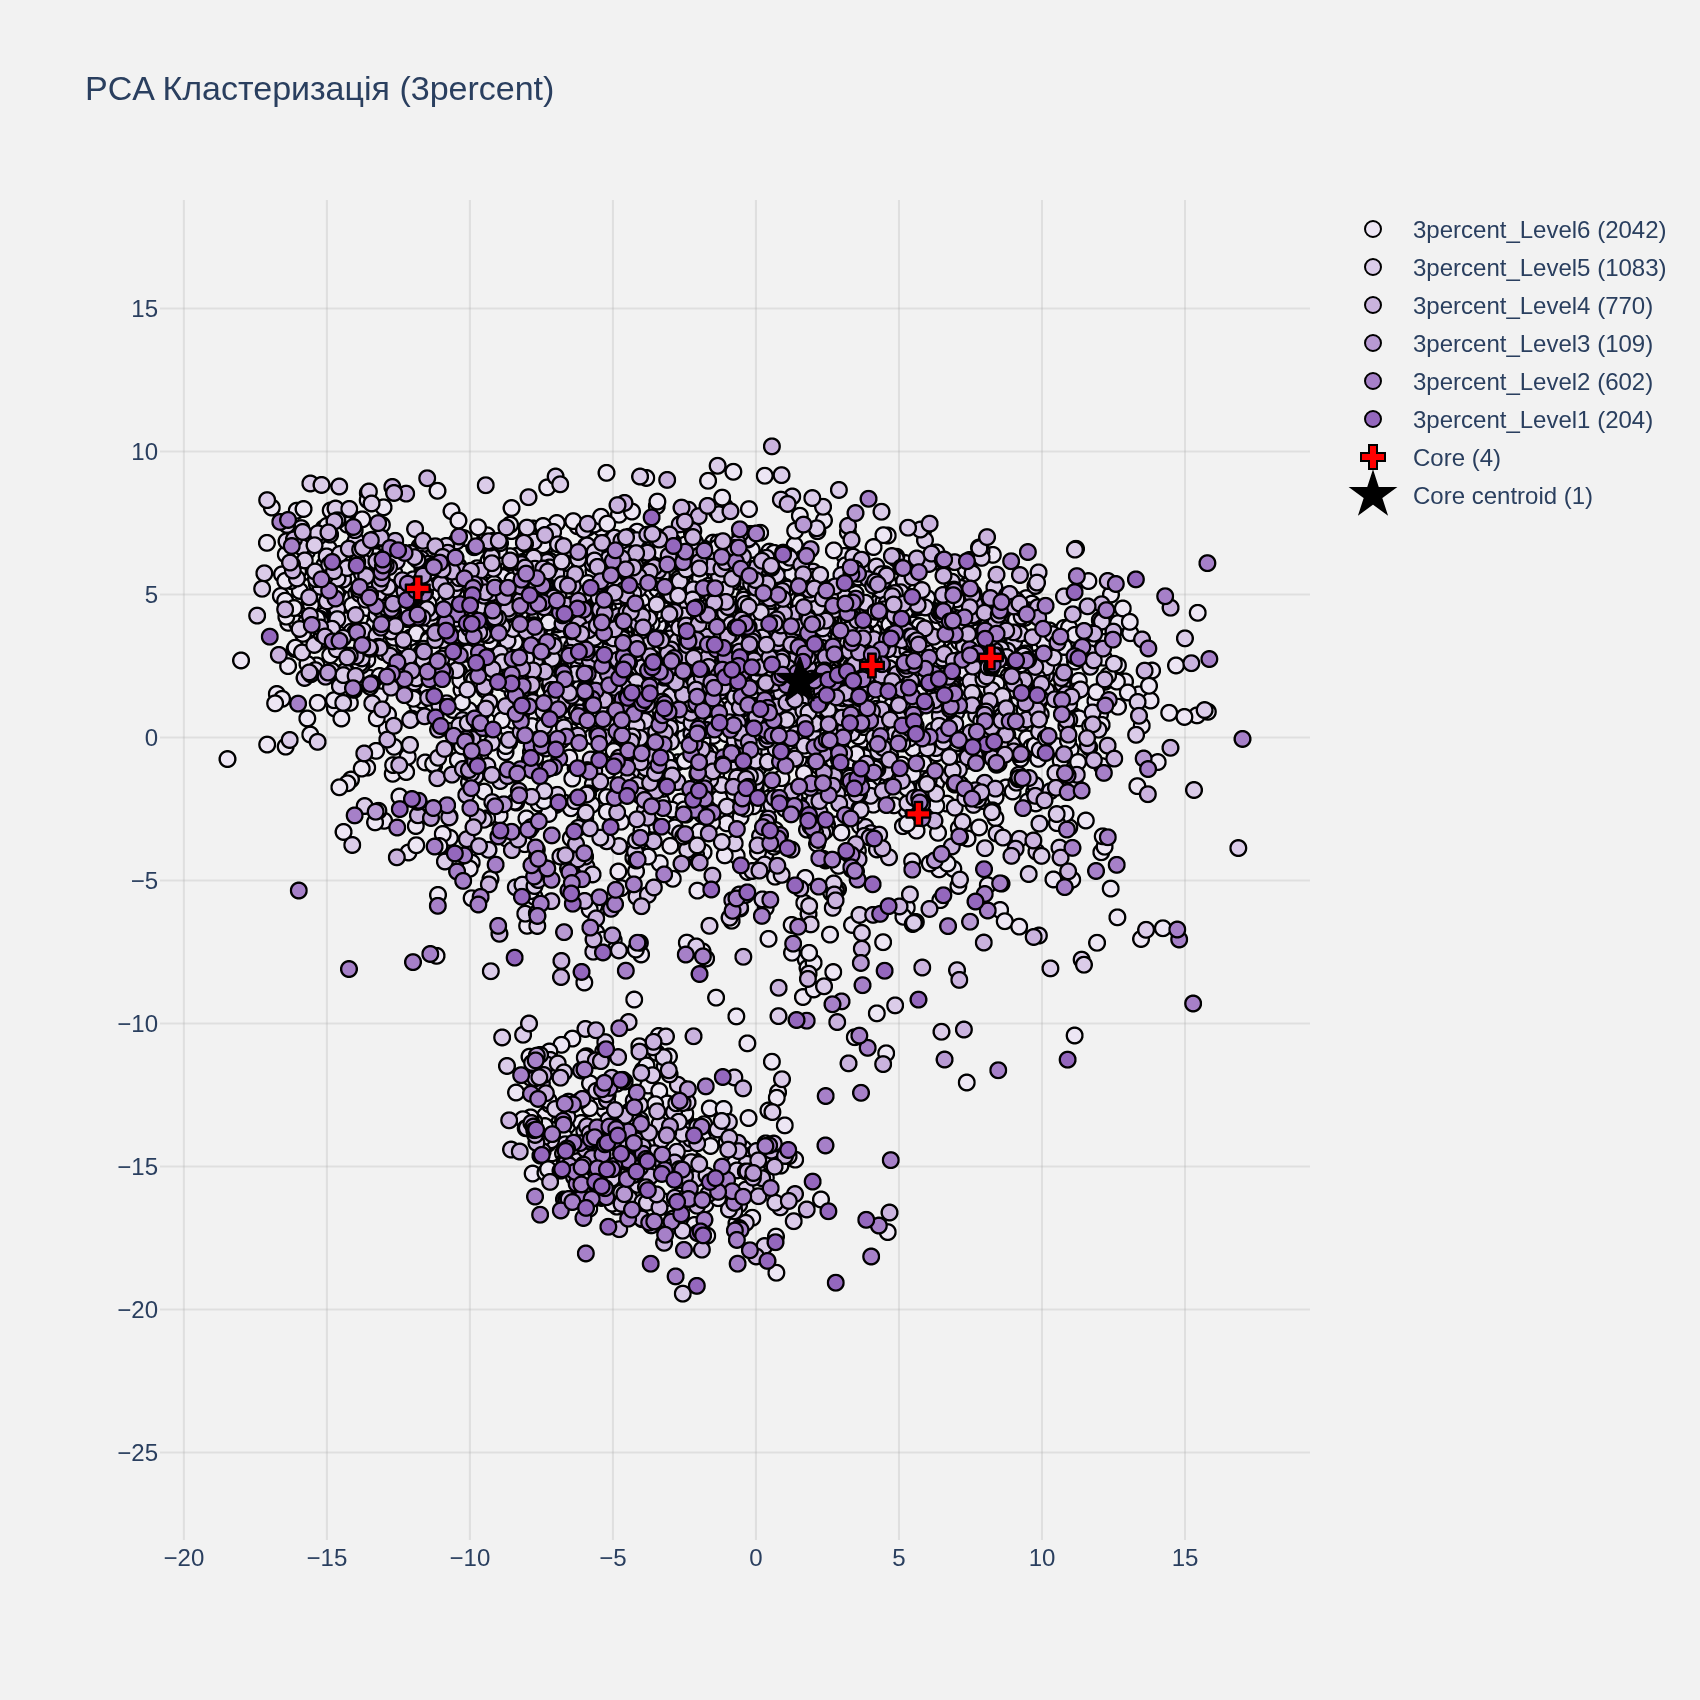 PCA Кластеризація (3percent)
3percent_Level6 (2042)
3percent_Level5 (1083)
3percent_Level4 (770)
3percent_Level3 (109)
3percent_Level2 (602)
3percent_Level1 (204)
Core (4)
Core centroid (1)
15
10
5
0
−5
−10
−15
−20
−25
−20 −15 −10 −5 0 5 10 15